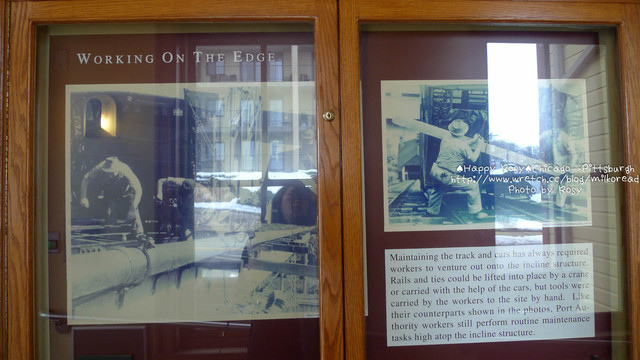 WORKING ON THE EDGE
♠Happy Rosy♠Chicago--Pittsburgh
http://www.wretch.cc/blog/milkoread
Photo by Rosy
Maintaining the track and cars has always required
workers to venture out onto the incline structure.
Rails and ties could be lifted into place by a crane
or carried with the help of the cars, but tools were
carried by the workers to the site by hand. Like
their counterparts shown in the photos, Port Au-
thority workers still perform routine maintenance
tasks high atop the incline structure.